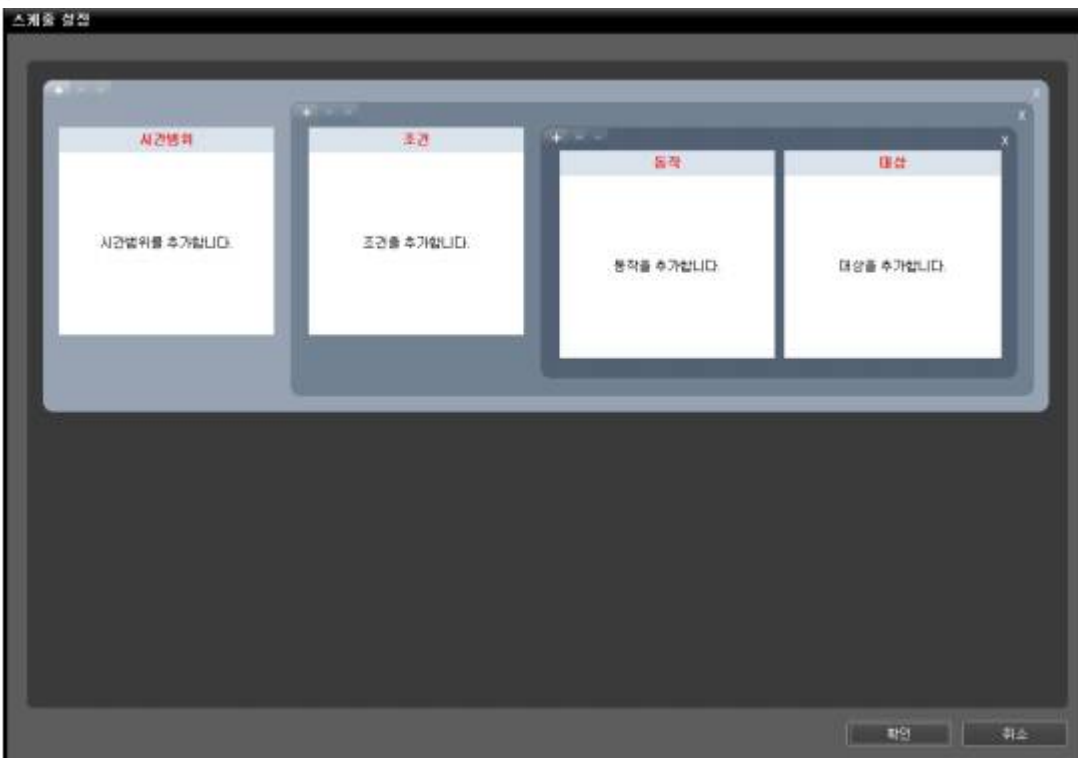 스케줄 설정
+
x
+
x
+
x
시간범위
조건
동작
대상
시간범위를 추가합니다.
조건을 추가합니다.
동작을 추가합니다.
대상을 추가합니다.
확인
취소